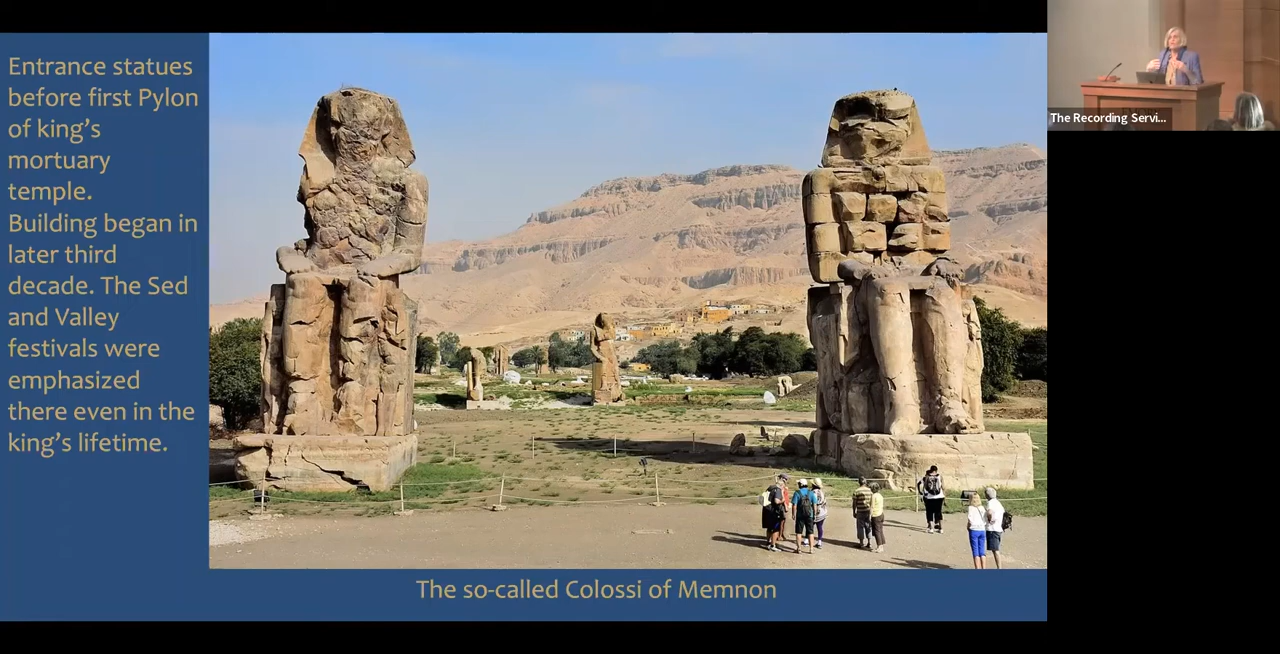 Entrance statues
before first Pylon
of king's
mortuary
temple.
Building began in
later third
decade. The Sed
and Valley
festivals were
emphasized
there even in the
king's lifetime.
The so-called Colossi of Memnon
The Recording Servi...